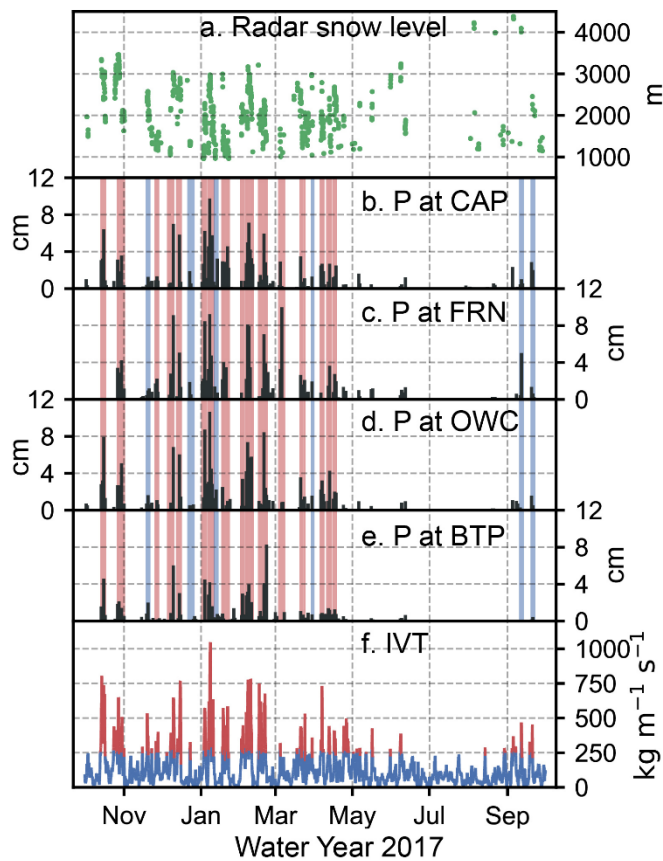 a. Radar snow level
4000
3000
2000
1000
m
12
8
4
0
cm
b. P at CAP
12
8
4
0
cm
c. P at FRN
12
8
4
0
cm
d. P at OWC
12
8
4
0
cm
e. P at BTP
f. IVT
1000
750
500
250
0
kg m⁻¹ s⁻¹
Nov Jan Mar May Jul Sep
Water Year 2017